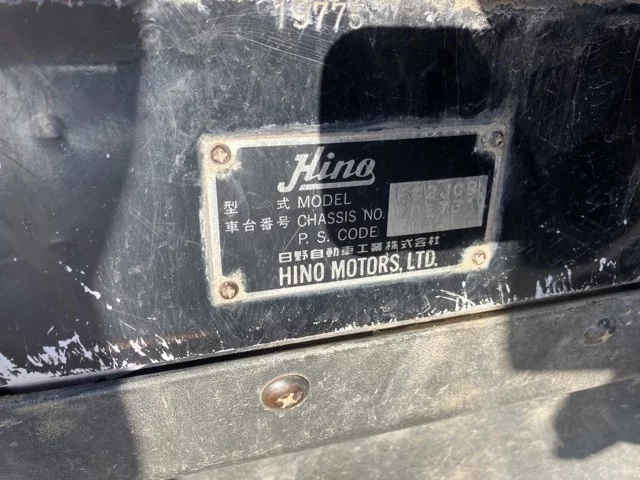 19775
Hino
型 式 MODEL
車台番号 CHASSIS NO.
P. S. CODE
日野自動車工業株式会社
HINO MOTORS, LTD.